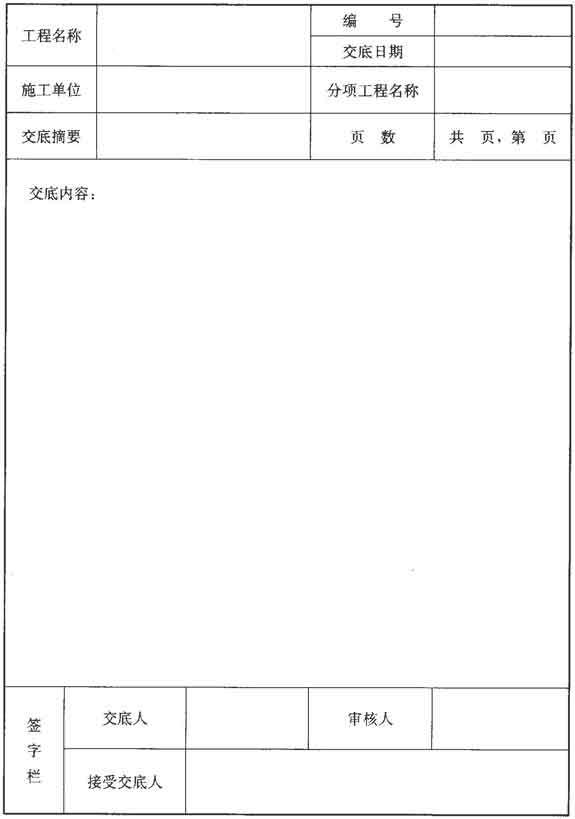 工程名称
编 号
交底日期
施工单位
分项工程名称
交底摘要
页 数
共 页，第 页
交底内容：
签字栏
交底人
审核人
接受交底人